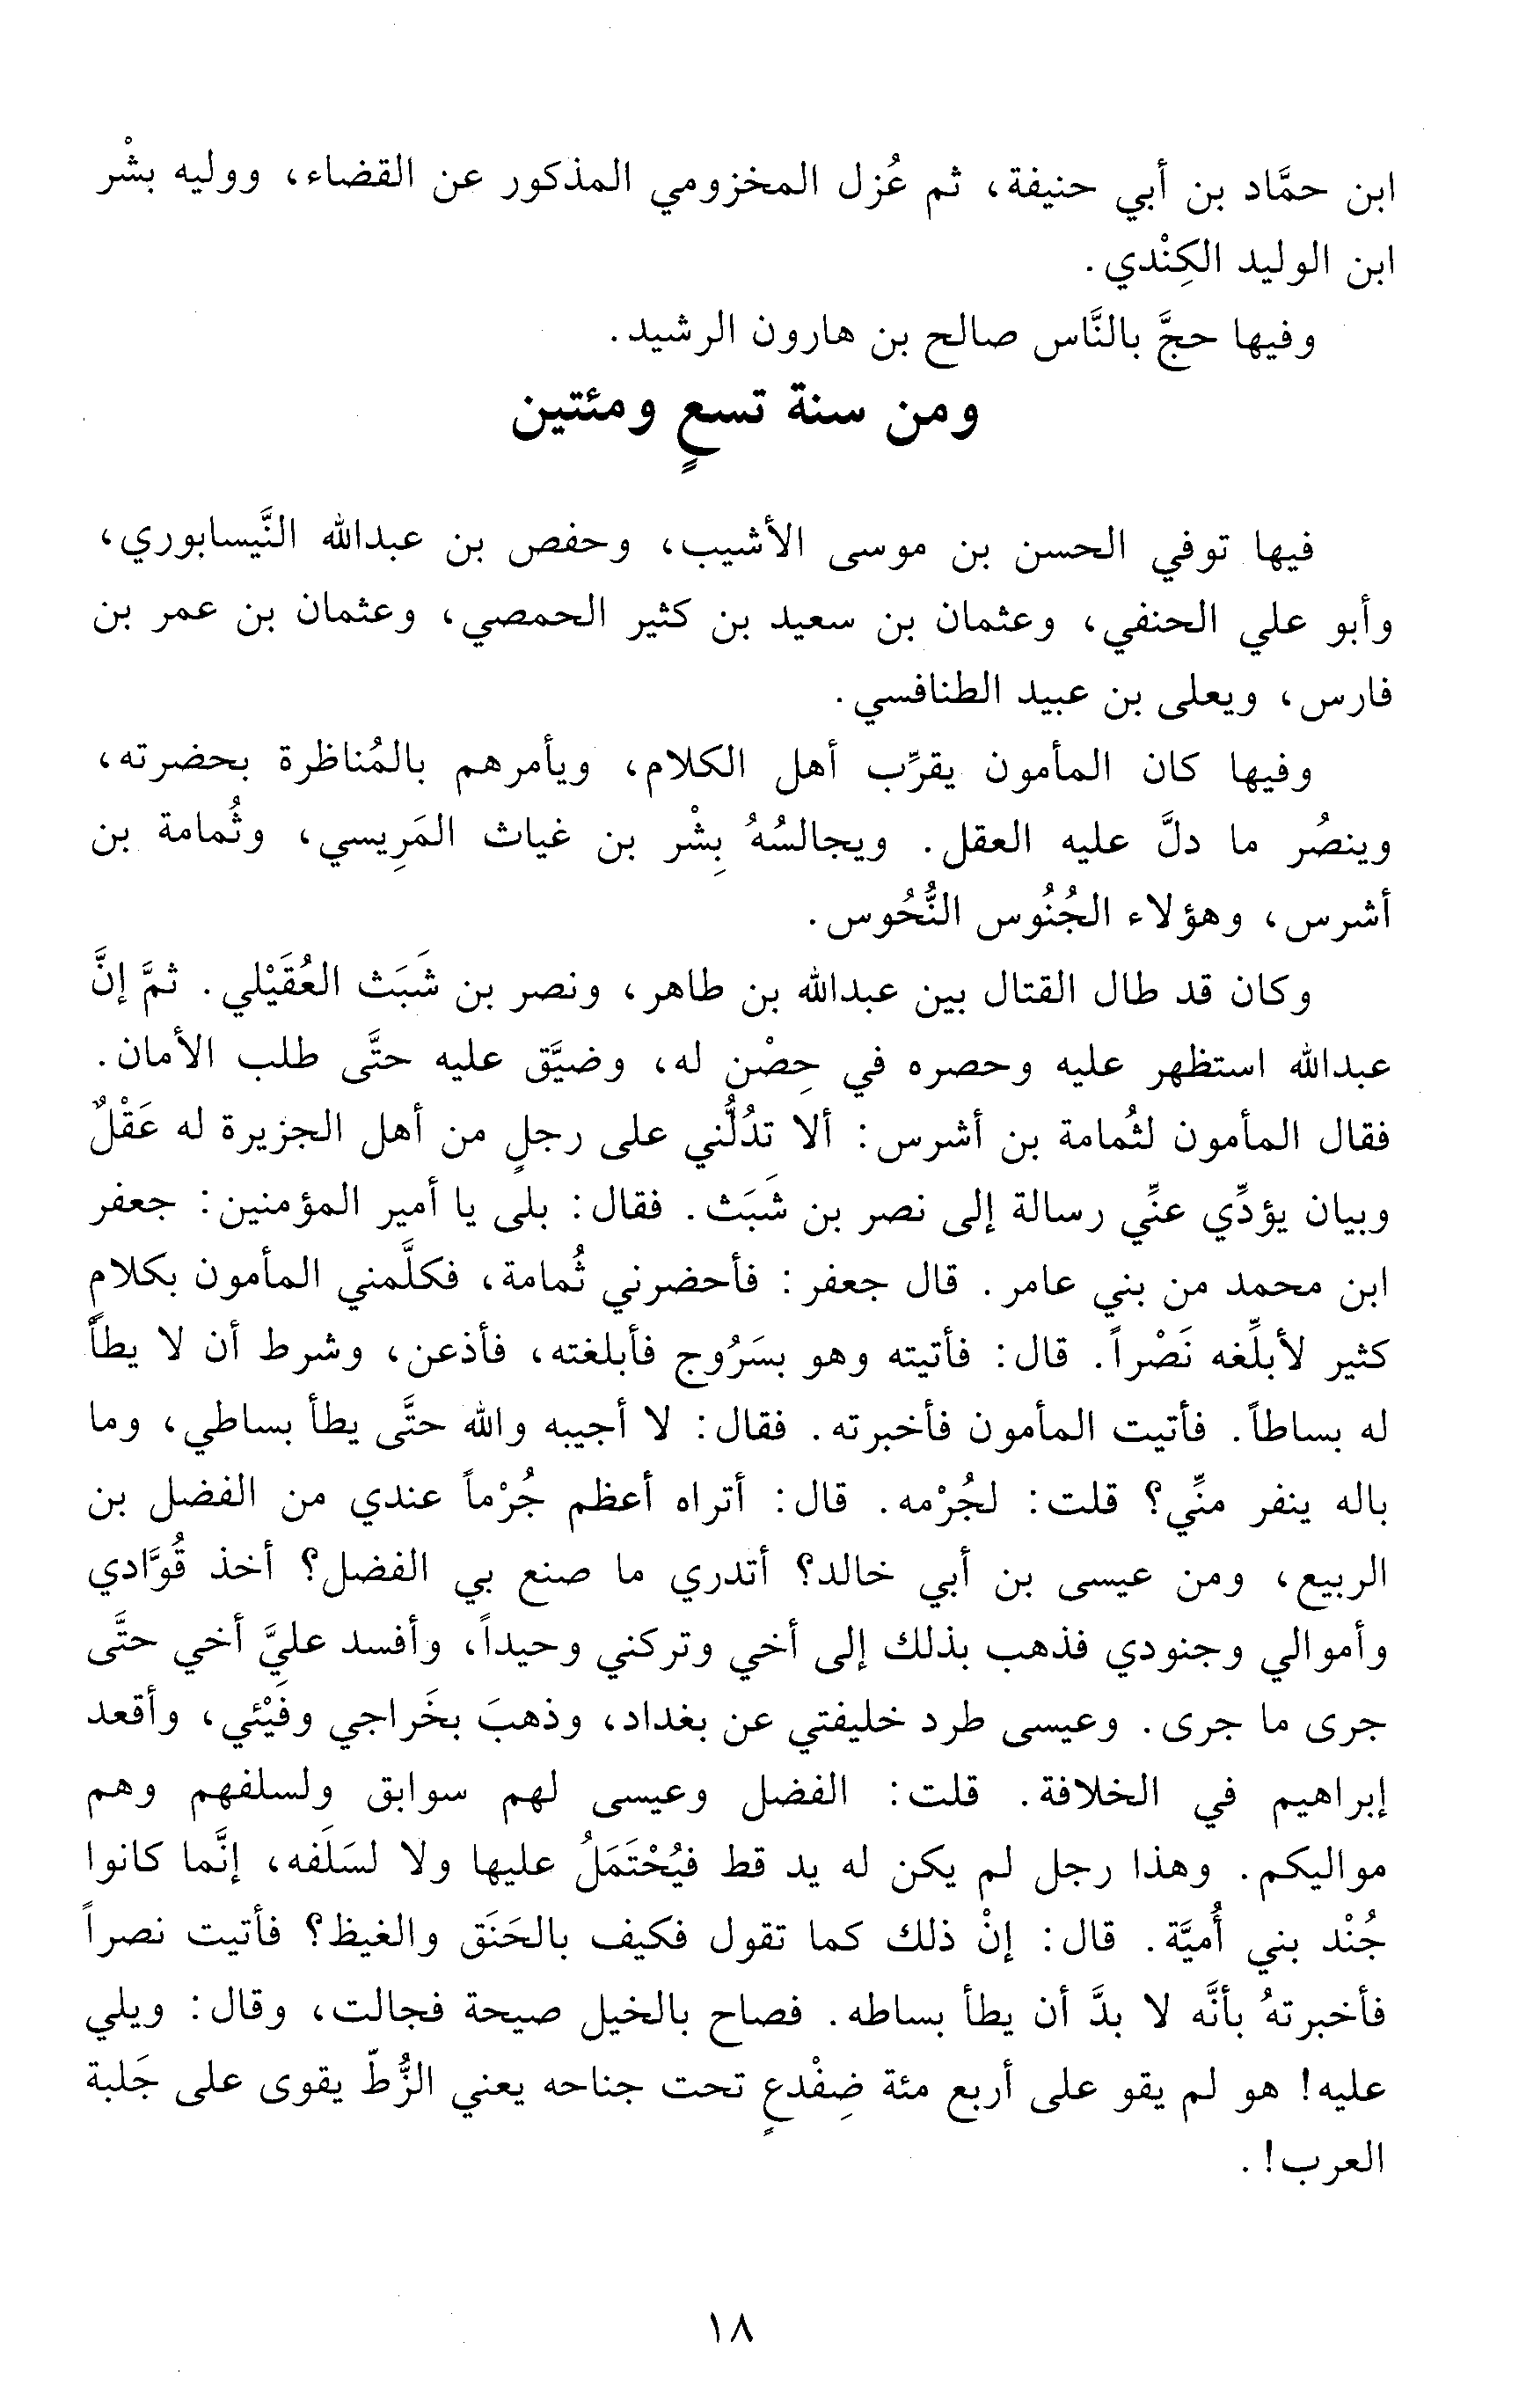 ابن حمَّاد بن أبي حنيفة، ثم عُزل المخزومي المذكور عن القضاء، ووليه بشْر
ابن الوليد الكِنْدي.
وفيها حجَّ بالنَّاس صالح بن هارون الرشيد.
ومن سنة تسعٍ ومئتين
فيها توفي الحسن بن موسى الأشيب، وحفص بن عبدالله النَّيسابوري،
وأبو علي الحنفي، وعثمان بن سعيد بن كثير الحمصي، وعثمان بن عمر بن
فارس، ويعلى بن عبيد الطنافسي.
وفيها كان المأمون يقرِّب أهل الكلام، ويأمرهم بالمُناظرة بحضرته،
وينصُر ما دلَّ عليه العقل. ويجالسُهُ بِشْر بن غياث المَرِيسي، وثُمامة بن
أشرس، وهؤلاء الجُنُوس النُّحُوس.
وكان قد طال القتال بين عبدالله بن طاهر، ونصر بن شَبَث العُقَيْلي. ثمَّ إنَّ
عبدالله استظهر عليه وحصره في حِصْن له، وضيَّق عليه حتَّى طلب الأمان.
فقال المأمون لثُمامة بن أشرس: ألا تدُلُّني على رجلٍ من أهل الجزيرة له عَقْلٌ
وبيان يؤدِّي عنِّي رسالة إلى نصر بن شَبَث. فقال: بلى يا أمير المؤمنين: جعفر
ابن محمد من بني عامر. قال جعفر: فأحضرني ثُمامة، فكلَّمني المأمون بكلامٍ
كثير لأبلِّغه نَصْراً. قال: فأتيته وهو بسَرُوج فأبلغته، فأذعن، وشرط أن لا يطأَ
له بساطاً. فأتيت المأمون فأخبرته. فقال: لا أجيبه والله حتَّى يطأ بساطي، وما
باله ينفر منِّي؟ قلت: لجُرْمه. قال: أتراه أعظم جُرْماً عندي من الفضل بن
الربيع، ومن عيسى بن أبي خالد؟ أتدري ما صنع بي الفضل؟ أخذ قُوَّادي
وأموالي وجنودي فذهب بذلك إلى أخي وتركني وحيداً، وأفسد عليَّ أخي حتَّى
جرى ما جرى. وعيسى طرد خليفتي عن بغداد، وذهبَ بخَراجي وفَيْئي، وأقعد
إبراهيم في الخلافة. قلت: الفضل وعيسى لهم سوابق ولسلفهم وهم
مواليكم. وهذا رجل لم يكن له يد قط فيُحْتَمَلُ عليها ولا لسَلَفه، إنَّما كانوا
جُنْد بني أُميَّة. قال: إنْ ذلك كما تقول فكيف بالحَنَق والغيظ؟ فأتيت نصراً
فأخبرتهُ بأنَّه لا بدَّ أن يطأ بساطه. فصاح بالخيل صيحة فجالت، وقال: ويلي
عليه! هو لم يقو على أربع مئة ضِفْدعٍ تحت جناحه يعني الزُّطّ يقوى على جَلبة
العرب!.
١٨